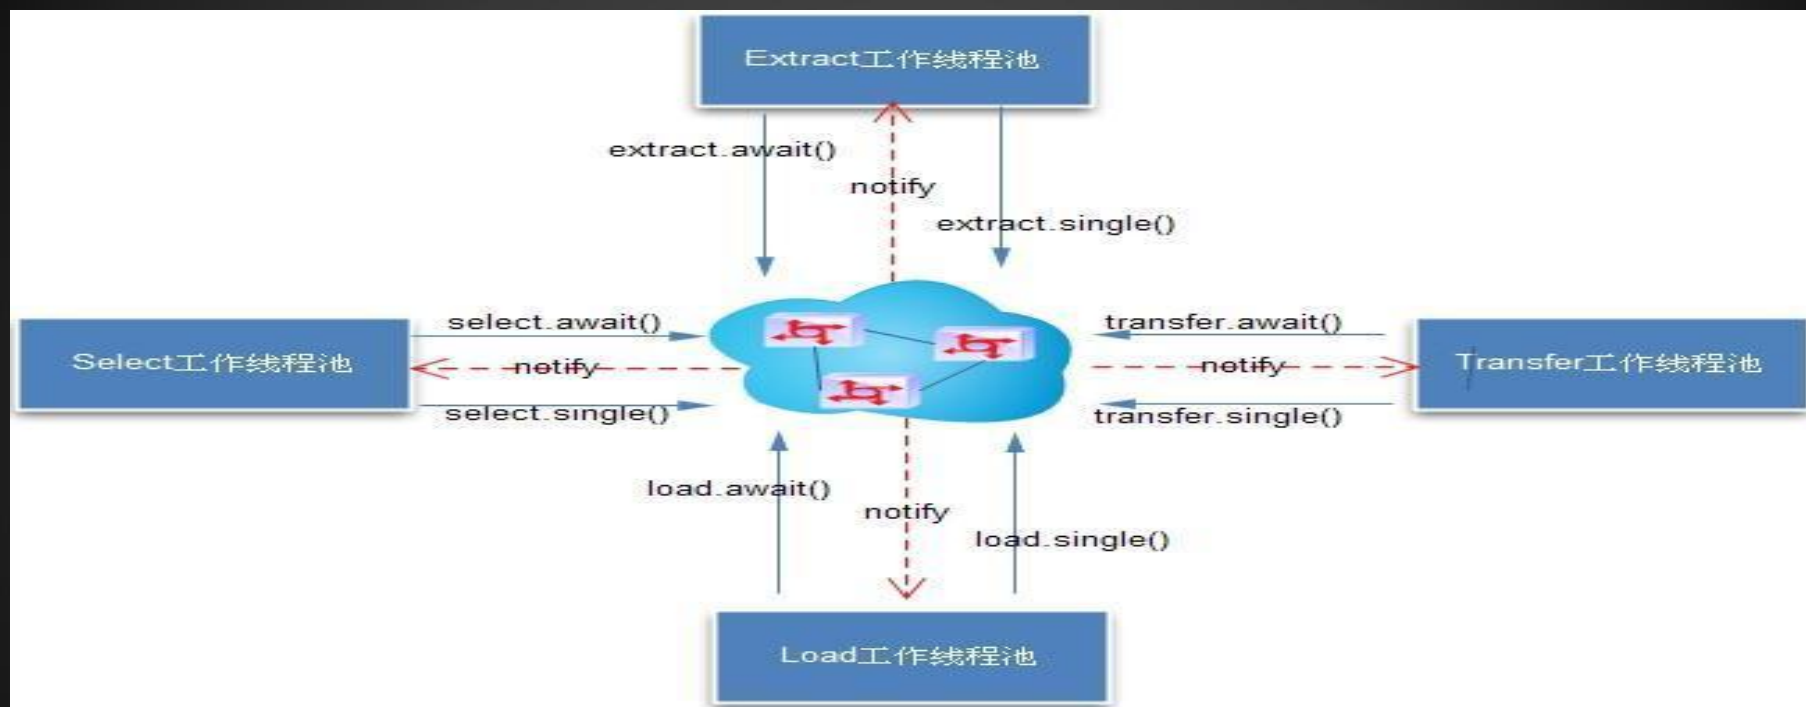 Extract工作线程池
extract.await()
notify
extract.single()
select.await()
transfer.await()
Select工作线程池
notify
notify
Transfer工作线程池
select.single()
transfer.single()
load.await()
notify
load.single()
Load工作线程池